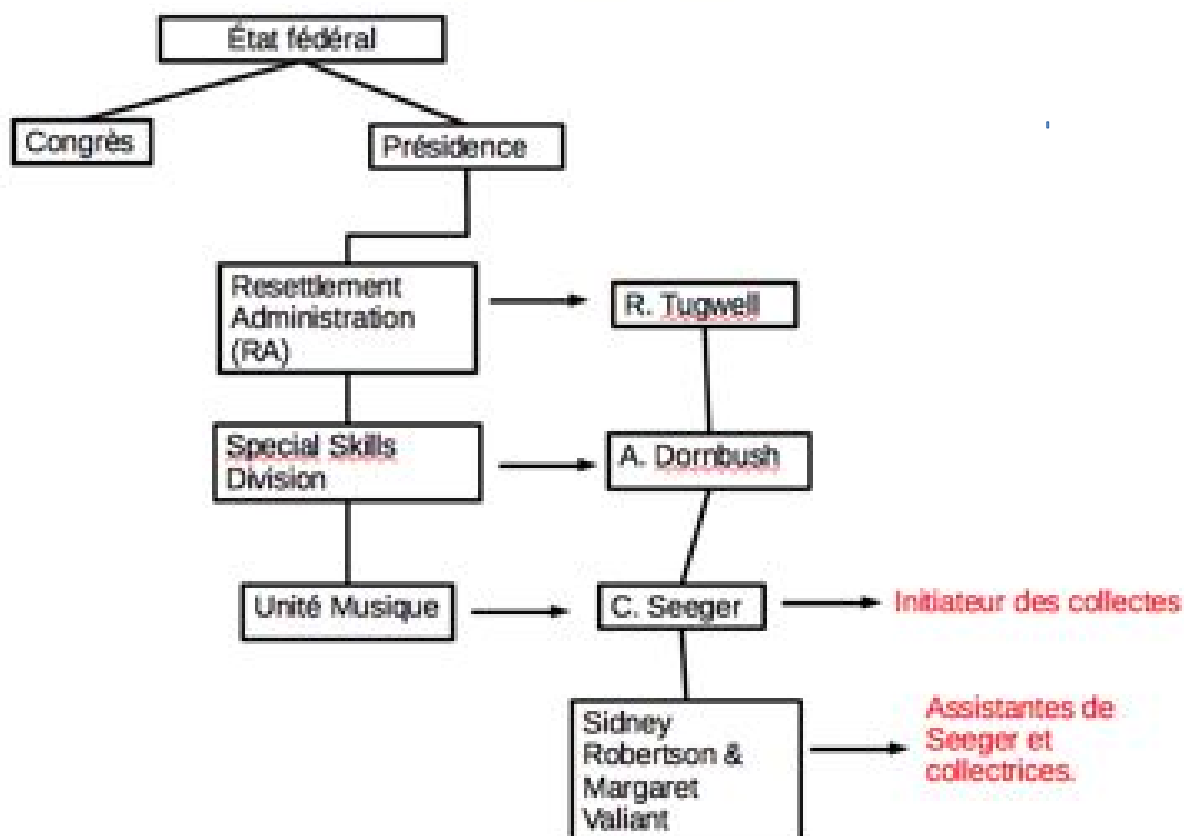 État fédéral
Congrès
Présidence
Resettlement
Administration
(RA)
R. Tugwell
Special Skills
Division
A. Dornbush
Unité Musique
C. Seeger
Initiateur des collectes
Sidney
Robertson &
Margaret
Valiant
Assistantes de
Seeger et
collectrices.